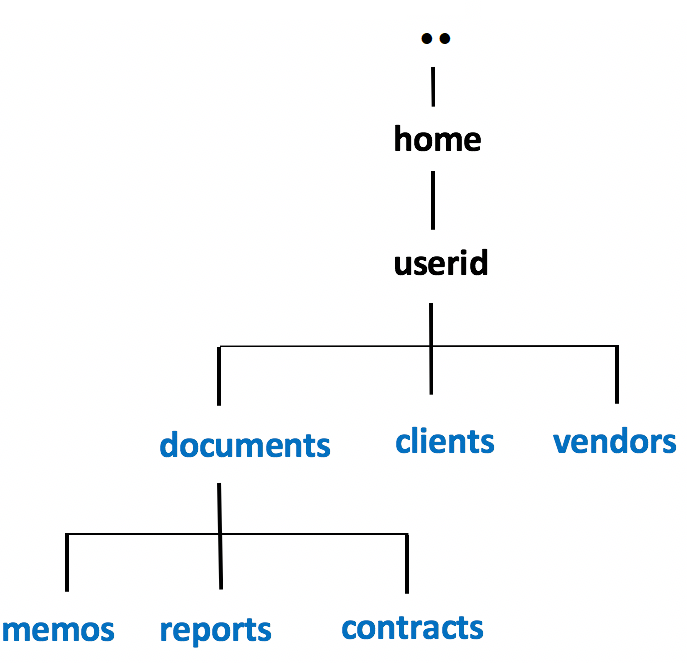 ..
home
userid
documents clients vendors
memos reports contracts